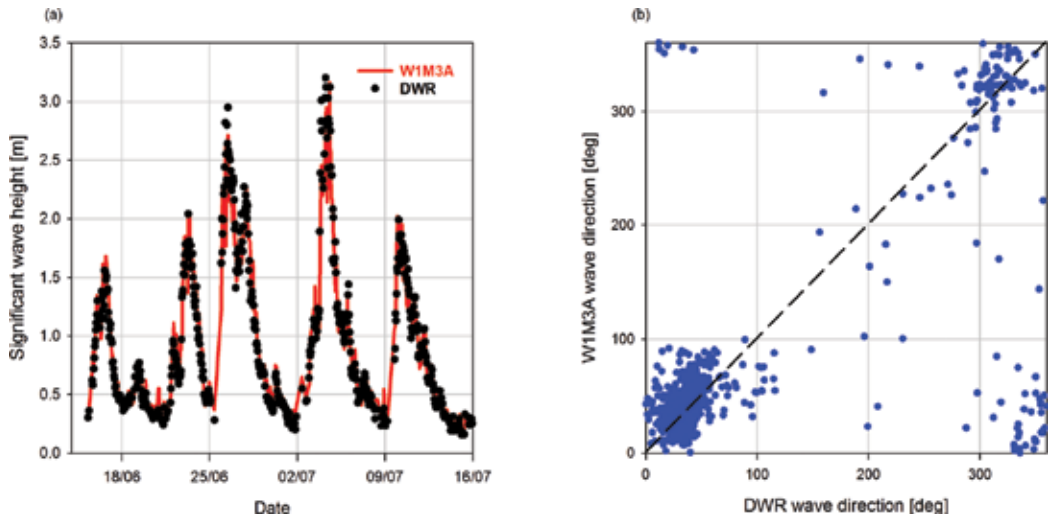 (a)
Significant wave height [m]
3.5
3.0
2.5
2.0
1.5
1.0
0.5
0.0
W1M3A
DWR
18/06
25/06
02/07
09/07
16/07
Date
(b)
W1M3A wave direction [deg]
300
200
100
0
0
100
200
300
DWR wave direction [deg]